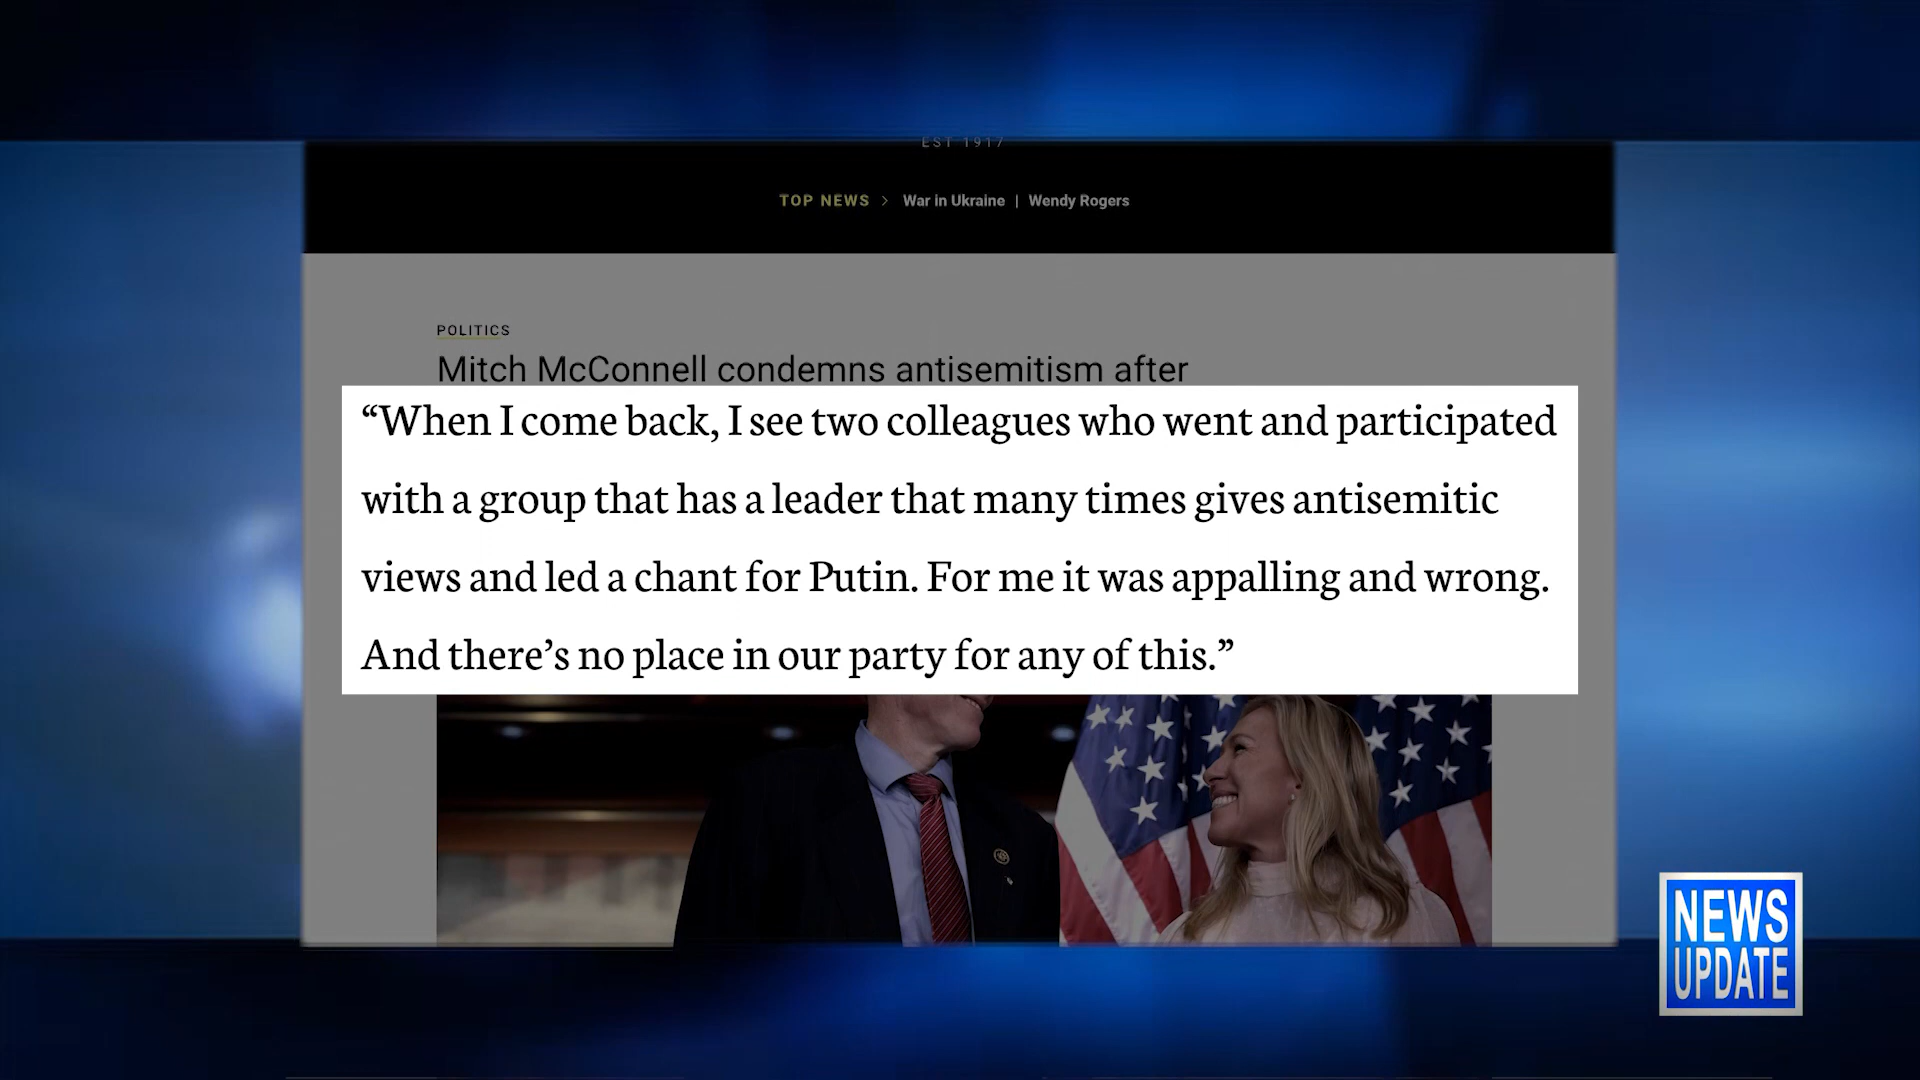 EST 1917
TOP NEWS > War in Ukraine | Wendy Rogers
POLITICS
Mitch McConnell condemns antisemitism after
“When I come back, I see two colleagues who went and participated
with a group that has a leader that many times gives antisemitic
views and led a chant for Putin. For me it was appalling and wrong.
And there’s no place in our party for any of this.”
NEWS
UPDATE